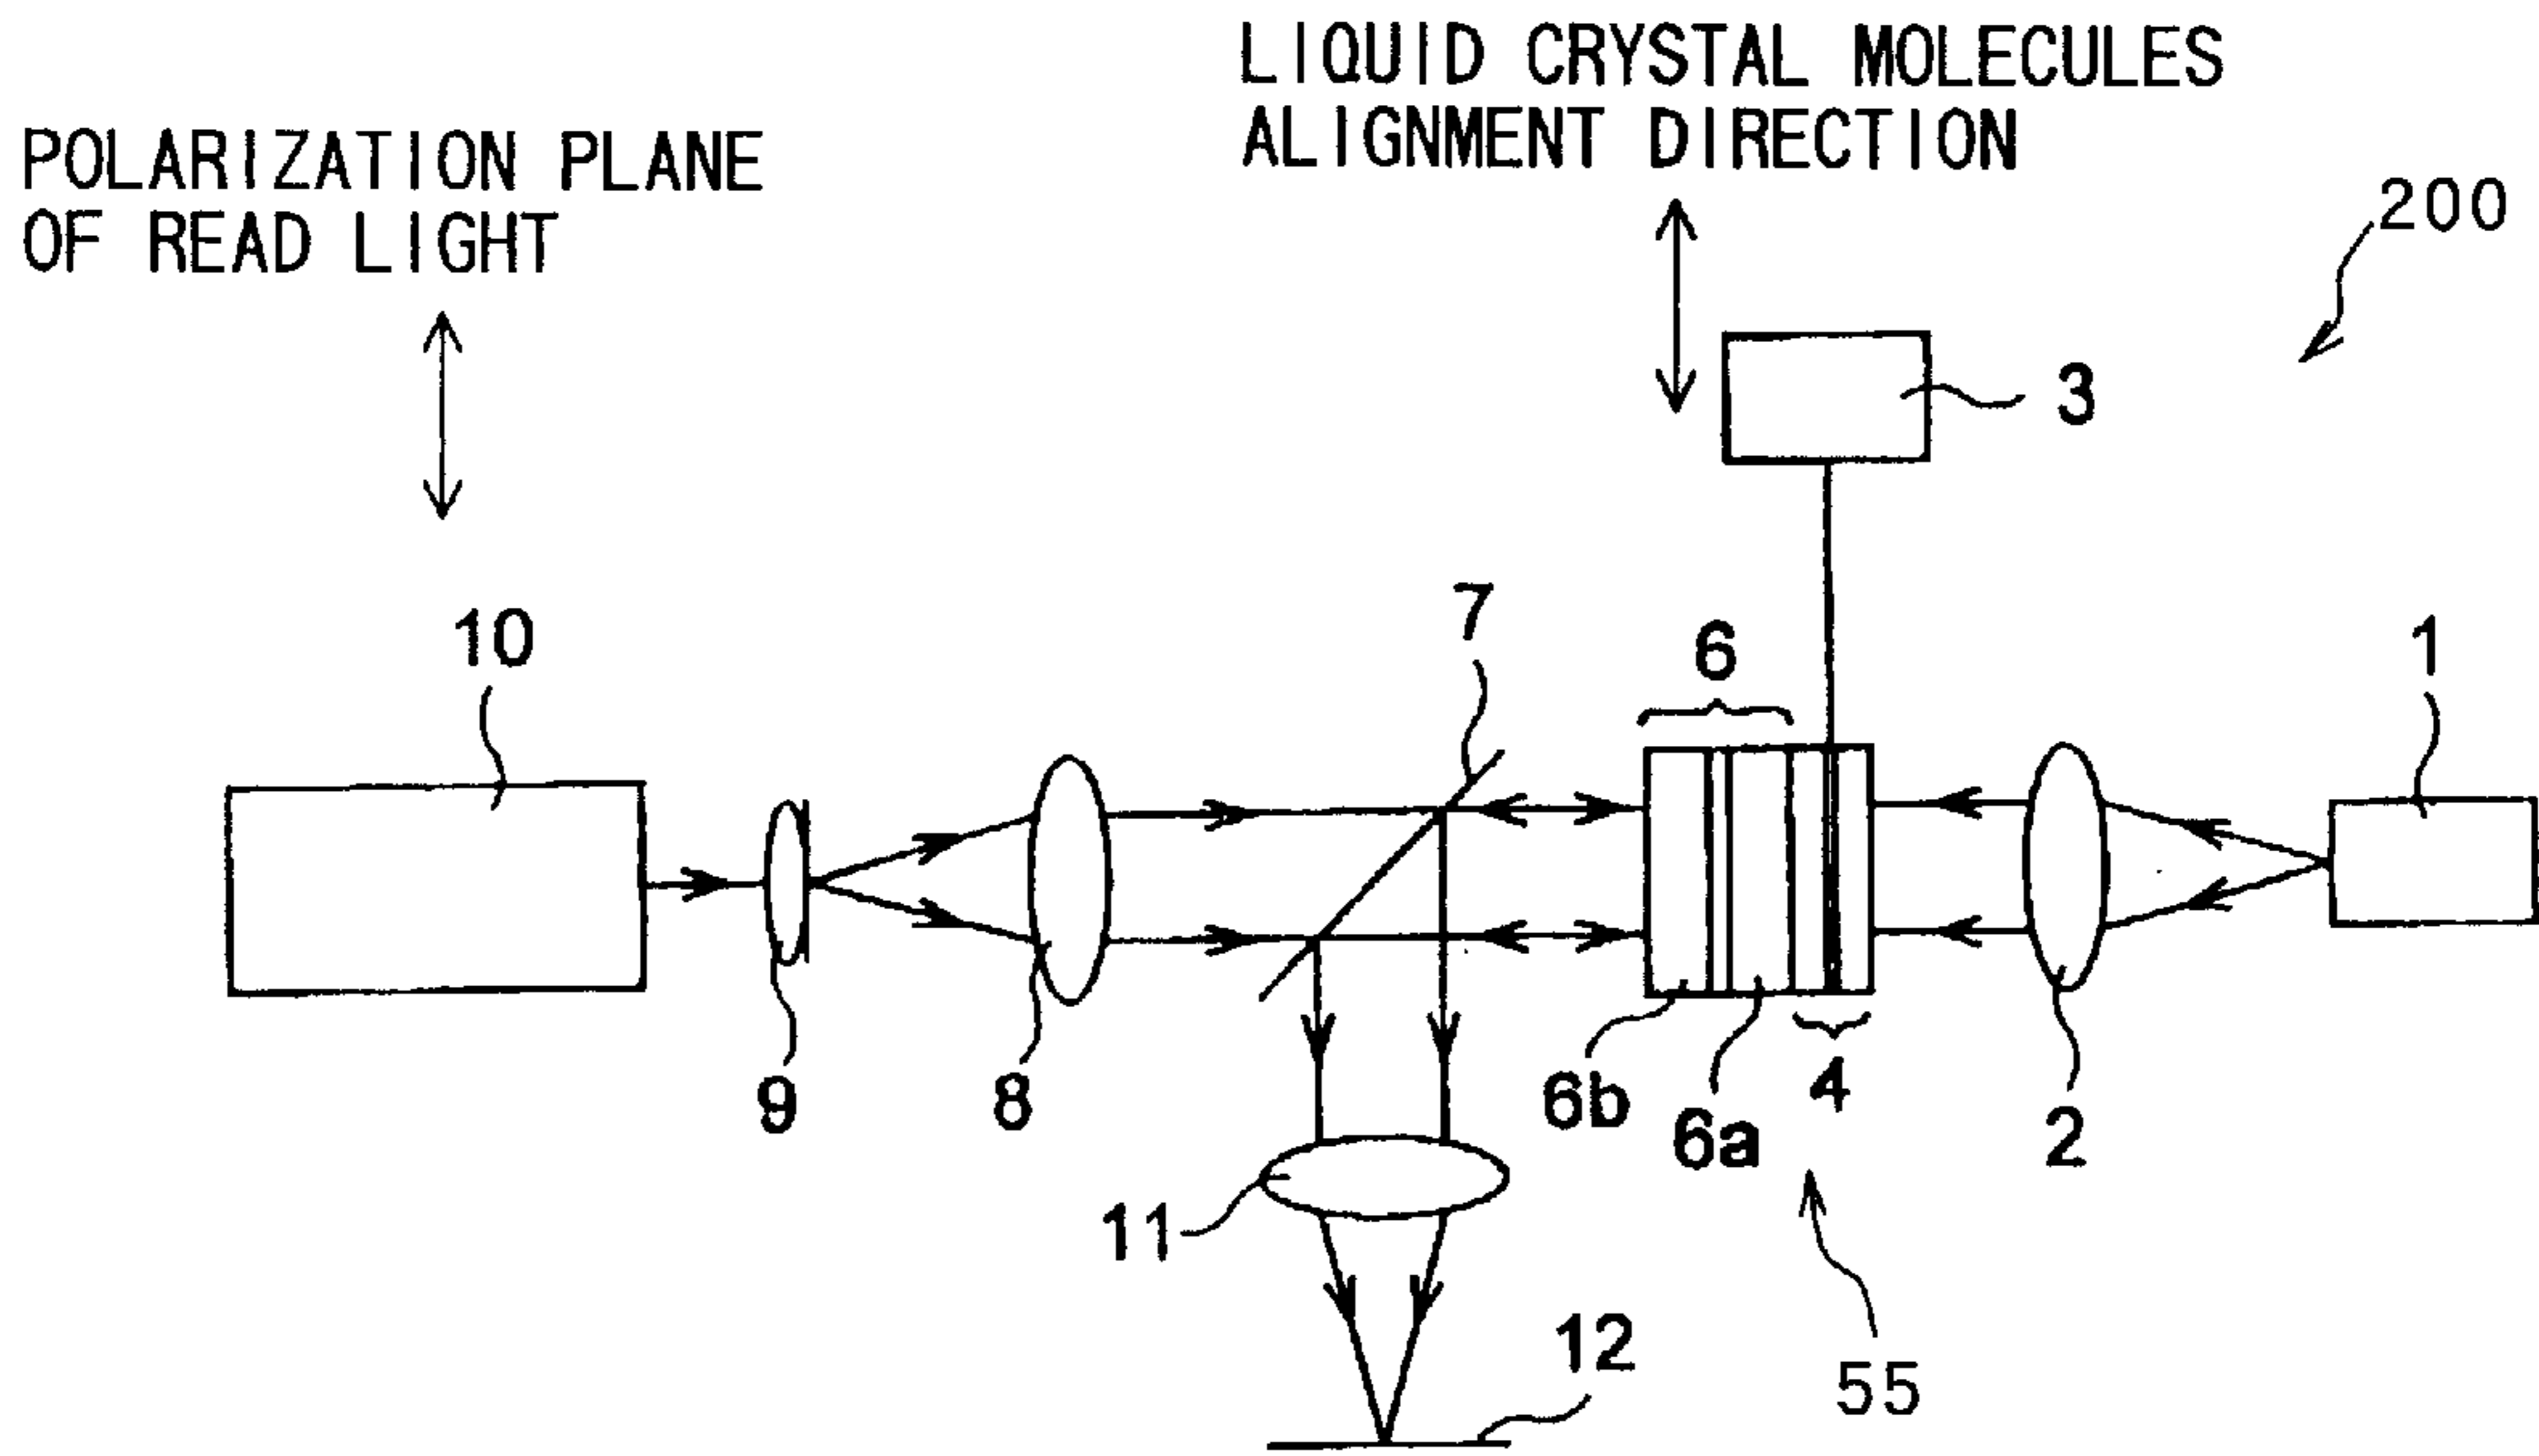 LIQUID CRYSTAL MOLECULES
ALIGNMENT DIRECTION
POLARIZATION PLANE
OF READ LIGHT
200
3
10
7
6
1
9
8
6b
6a
4
2
11
12
55